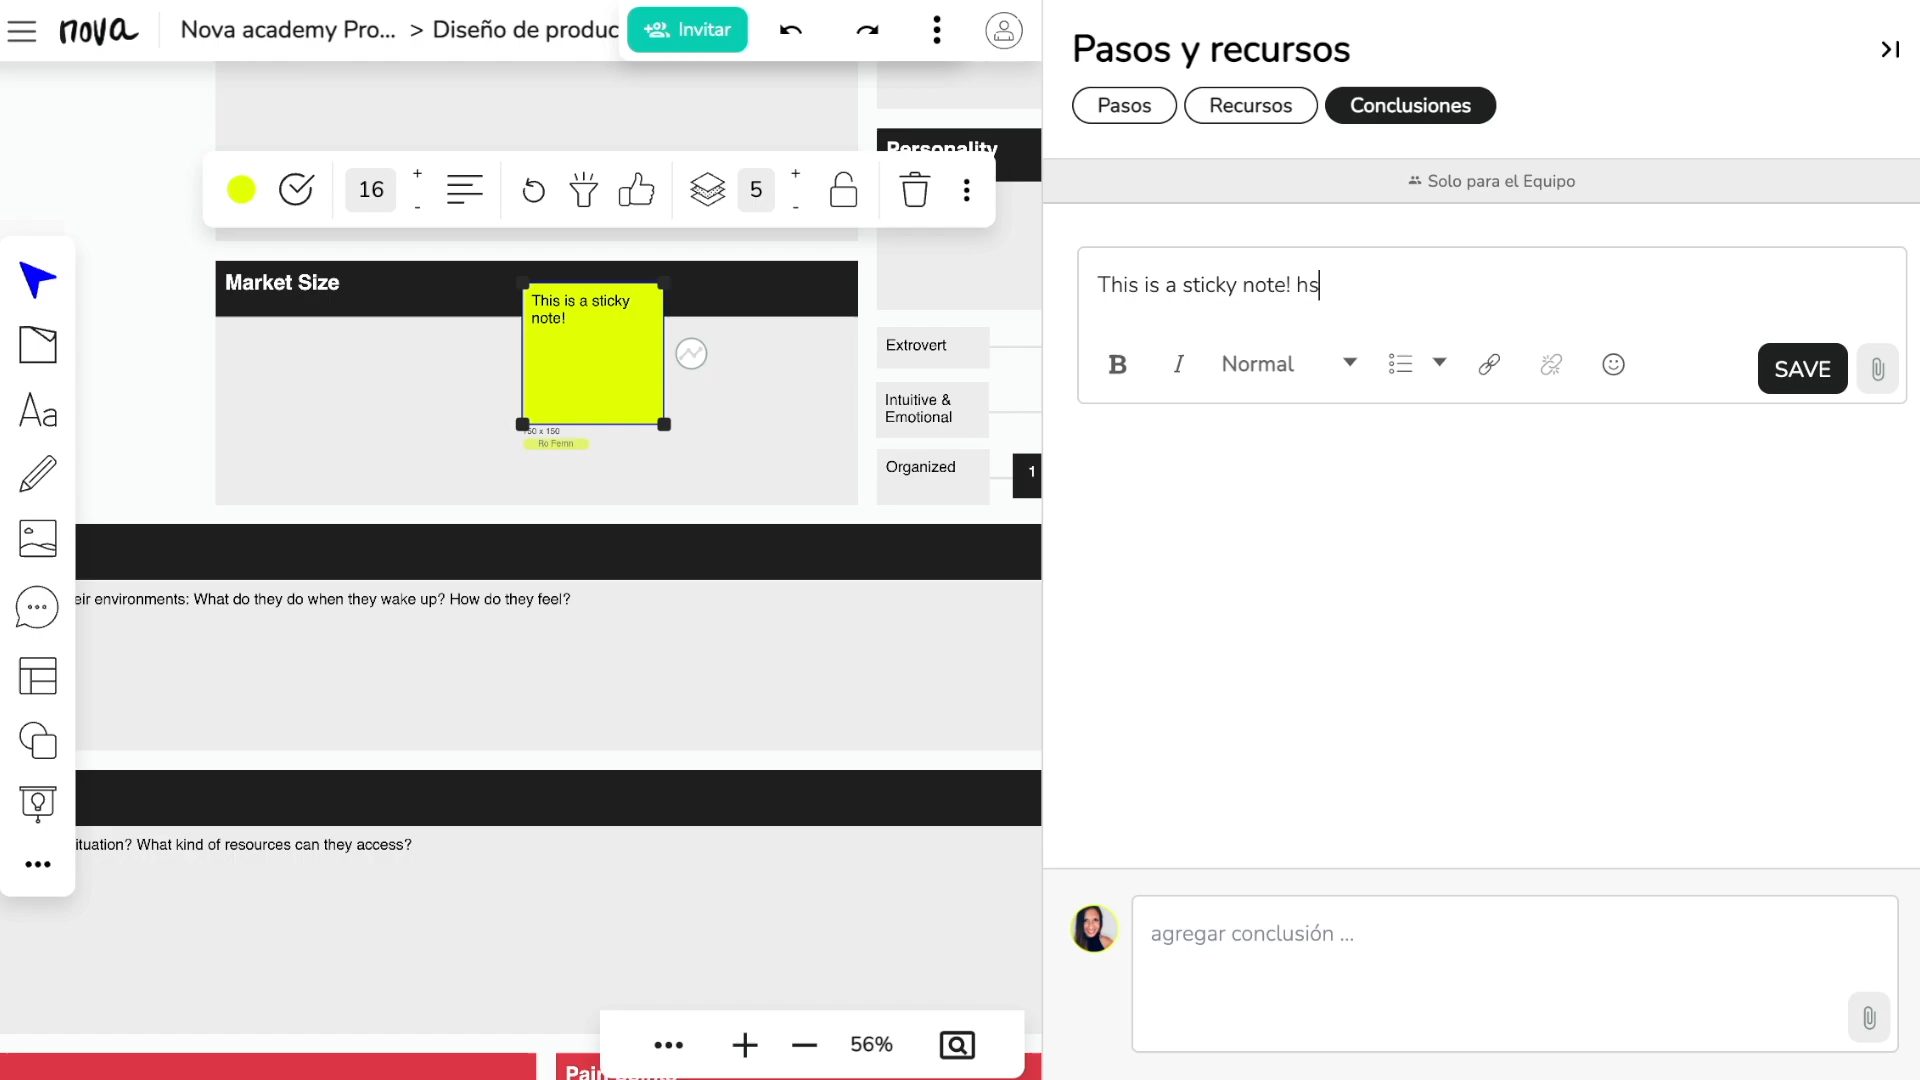 nova
Nova academy Pro... > Diseño de produc
Invitar
Pasos y recursos
Pasos
Recursos
Conclusiones
Solo para el Equipo
Personality
16
+
-
5
+
-
Market Size
This is a sticky
note!
Ro Fernn
Extrovert
Intuitive &
Emotional
Organized
1
This is a sticky note! hs
B I Normal
SAVE
eir environments: What do they do when they wake up? How do they feel?
ituation? What kind of resources can they access?
agregar conclusión ...
56%